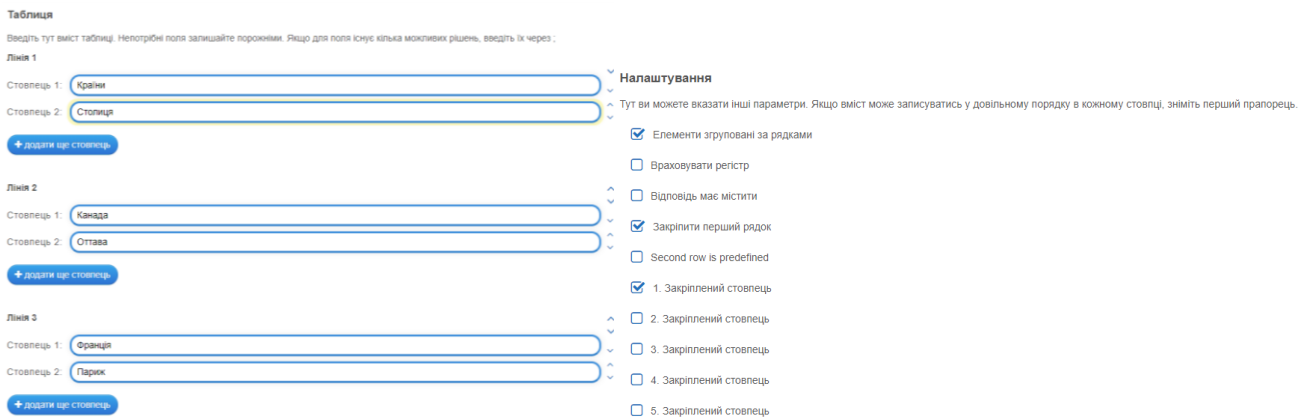 Таблиця
Введіть тут вміст таблиці. Непотрібні поля залишайте порожніми. Якщо для поля існує кілька можливих рішень, введіть їх через ;
Лінія 1
Стовпець 1: Країни
Стовпець 2: Столиця
+ додати ще стовпець
Лінія 2
Стовпець 1: Канада
Стовпець 2: Оттава
+ додати ще стовпець
Лінія 3
Стовпець 1: Франція
Стовпець 2: Париж
+ додати ще стовпець
Налаштування
Тут ви можете вказати інші параметри. Якщо вміст може записуватись у довільному порядку в кожному стовпці, зніміть перший прапорець.
Елементи згруповані за рядками
Враховувати регістр
Відповідь має містити
Закріпити перший рядок
Second row is predefined
1. Закріплений стовпець
2. Закріплений стовпець
3. Закріплений стовпець
4. Закріплений стовпець
5. Закріплений стовпець